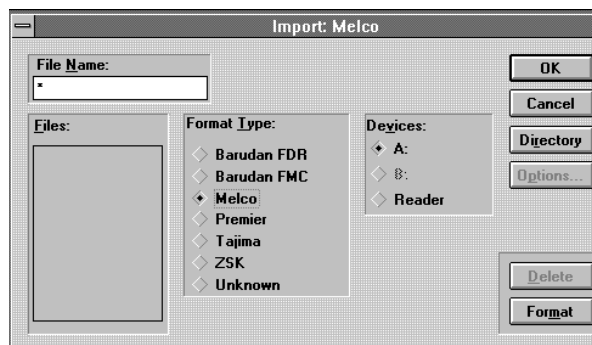 Import: Melco
File Name:
*
Files:
Format Type:
Barudan FDR
Barudan FMC
Melco
Premier
Tajima
ZSK
Unknown
Devices:
A:
B:
Reader
OK
Cancel
Directory
Options...
Delete
Format